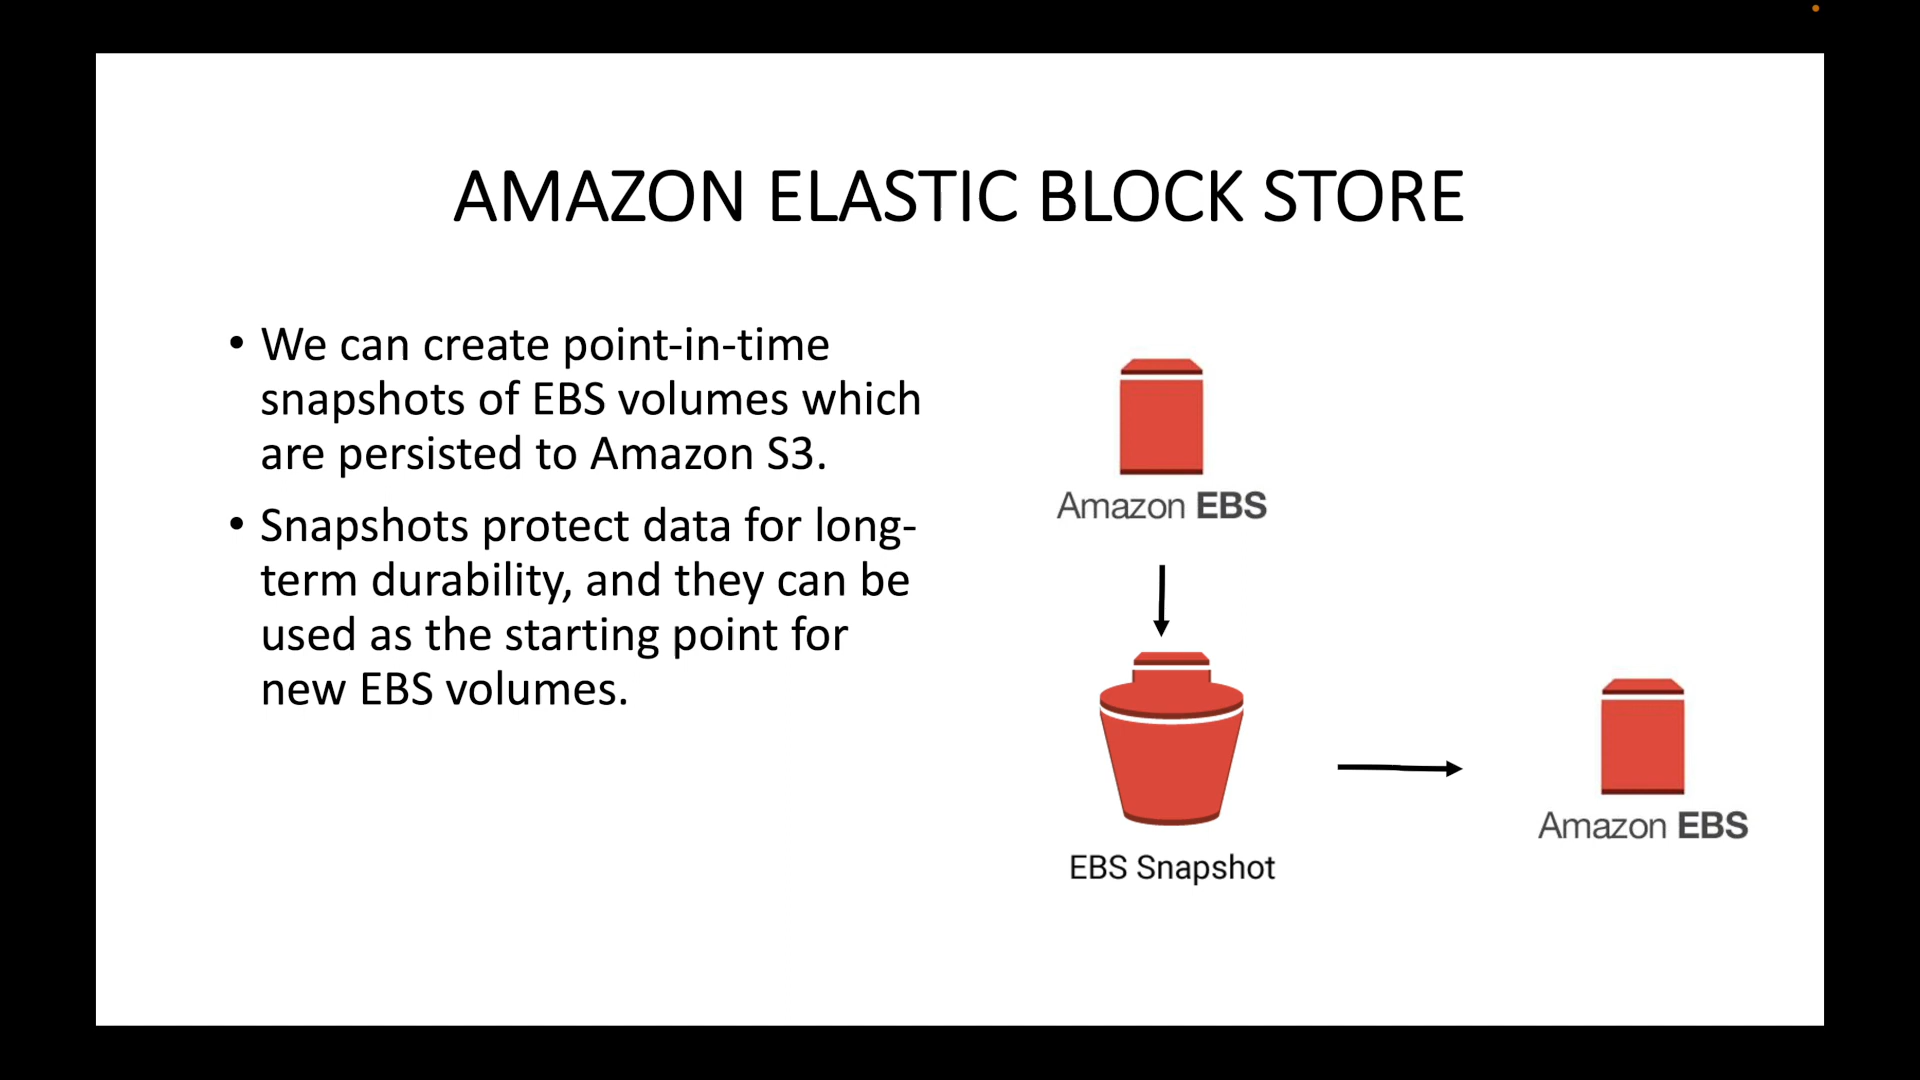 AMAZON ELASTIC BLOCK STORE
• We can create point-in-time
snapshots of EBS volumes which
are persisted to Amazon S3.
• Snapshots protect data for long-
term durability, and they can be
used as the starting point for
new EBS volumes.
Amazon EBS
EBS Snapshot
Amazon EBS